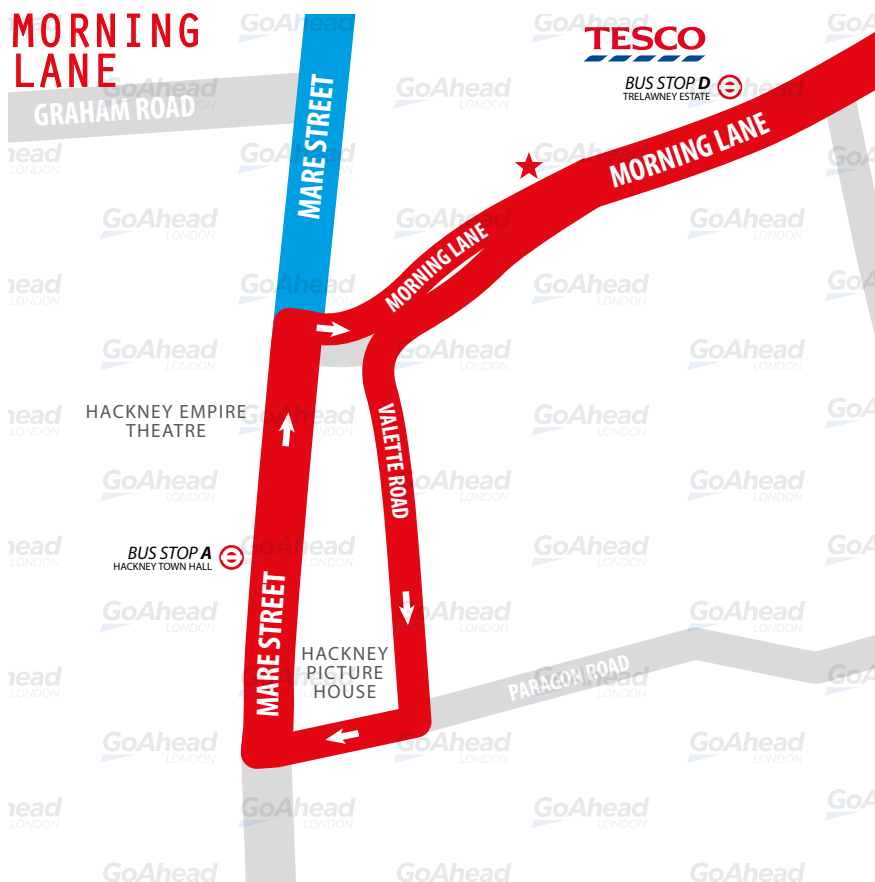 MORNING
LANE
TESCO
BUS STOP D
TRELAWNEY ESTATE
GRAHAM ROAD
MARE STREET
MORNING LANE
MORNING LANE
HACKNEY EMPIRE
THEATRE
VALETTE ROAD
BUS STOP A
HACKNEY TOWN HALL
MARE STREET
HACKNEY
PICTURE
HOUSE
PARAGON ROAD
GoAhead
LONDON